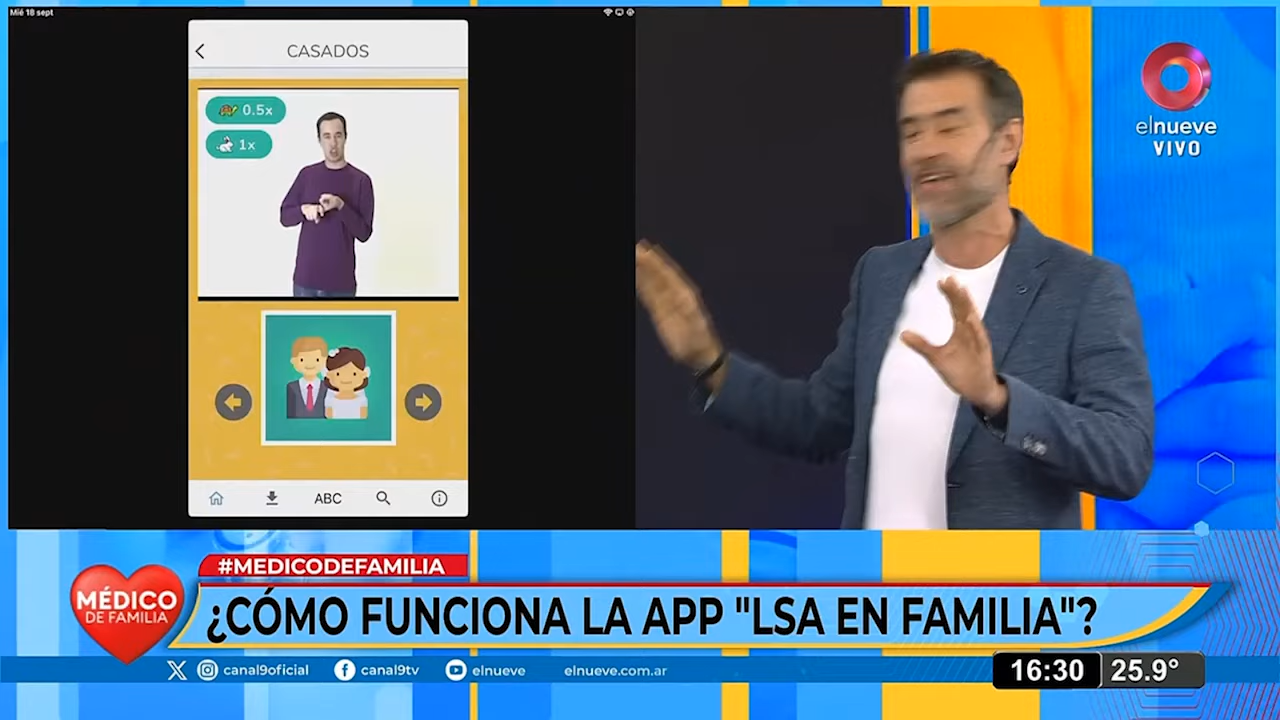 Mié 18 sept
CASADOS
0.5x
1x
ABC
elnueve
VIVO
#MEDICODEFAMILIA
MÉDICO
DE FAMILIA
¿CÓMO FUNCIONA LA APP "LSA EN FAMILIA"?
canal9oficial
canal9tv
elnueve
elnueve.com.ar
16:30
25.9°